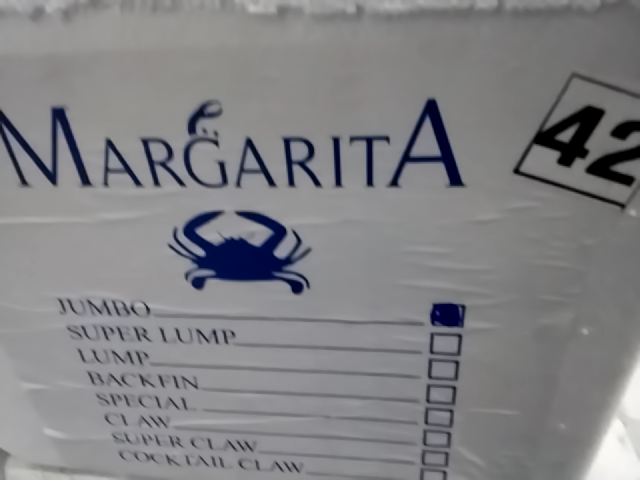 MARGARITA
42
JUMBO
SUPER LUMP
LUMP
BACKFIN
SPECIAL
CLAW
SUPER CLAW
COCKTAIL CLAW